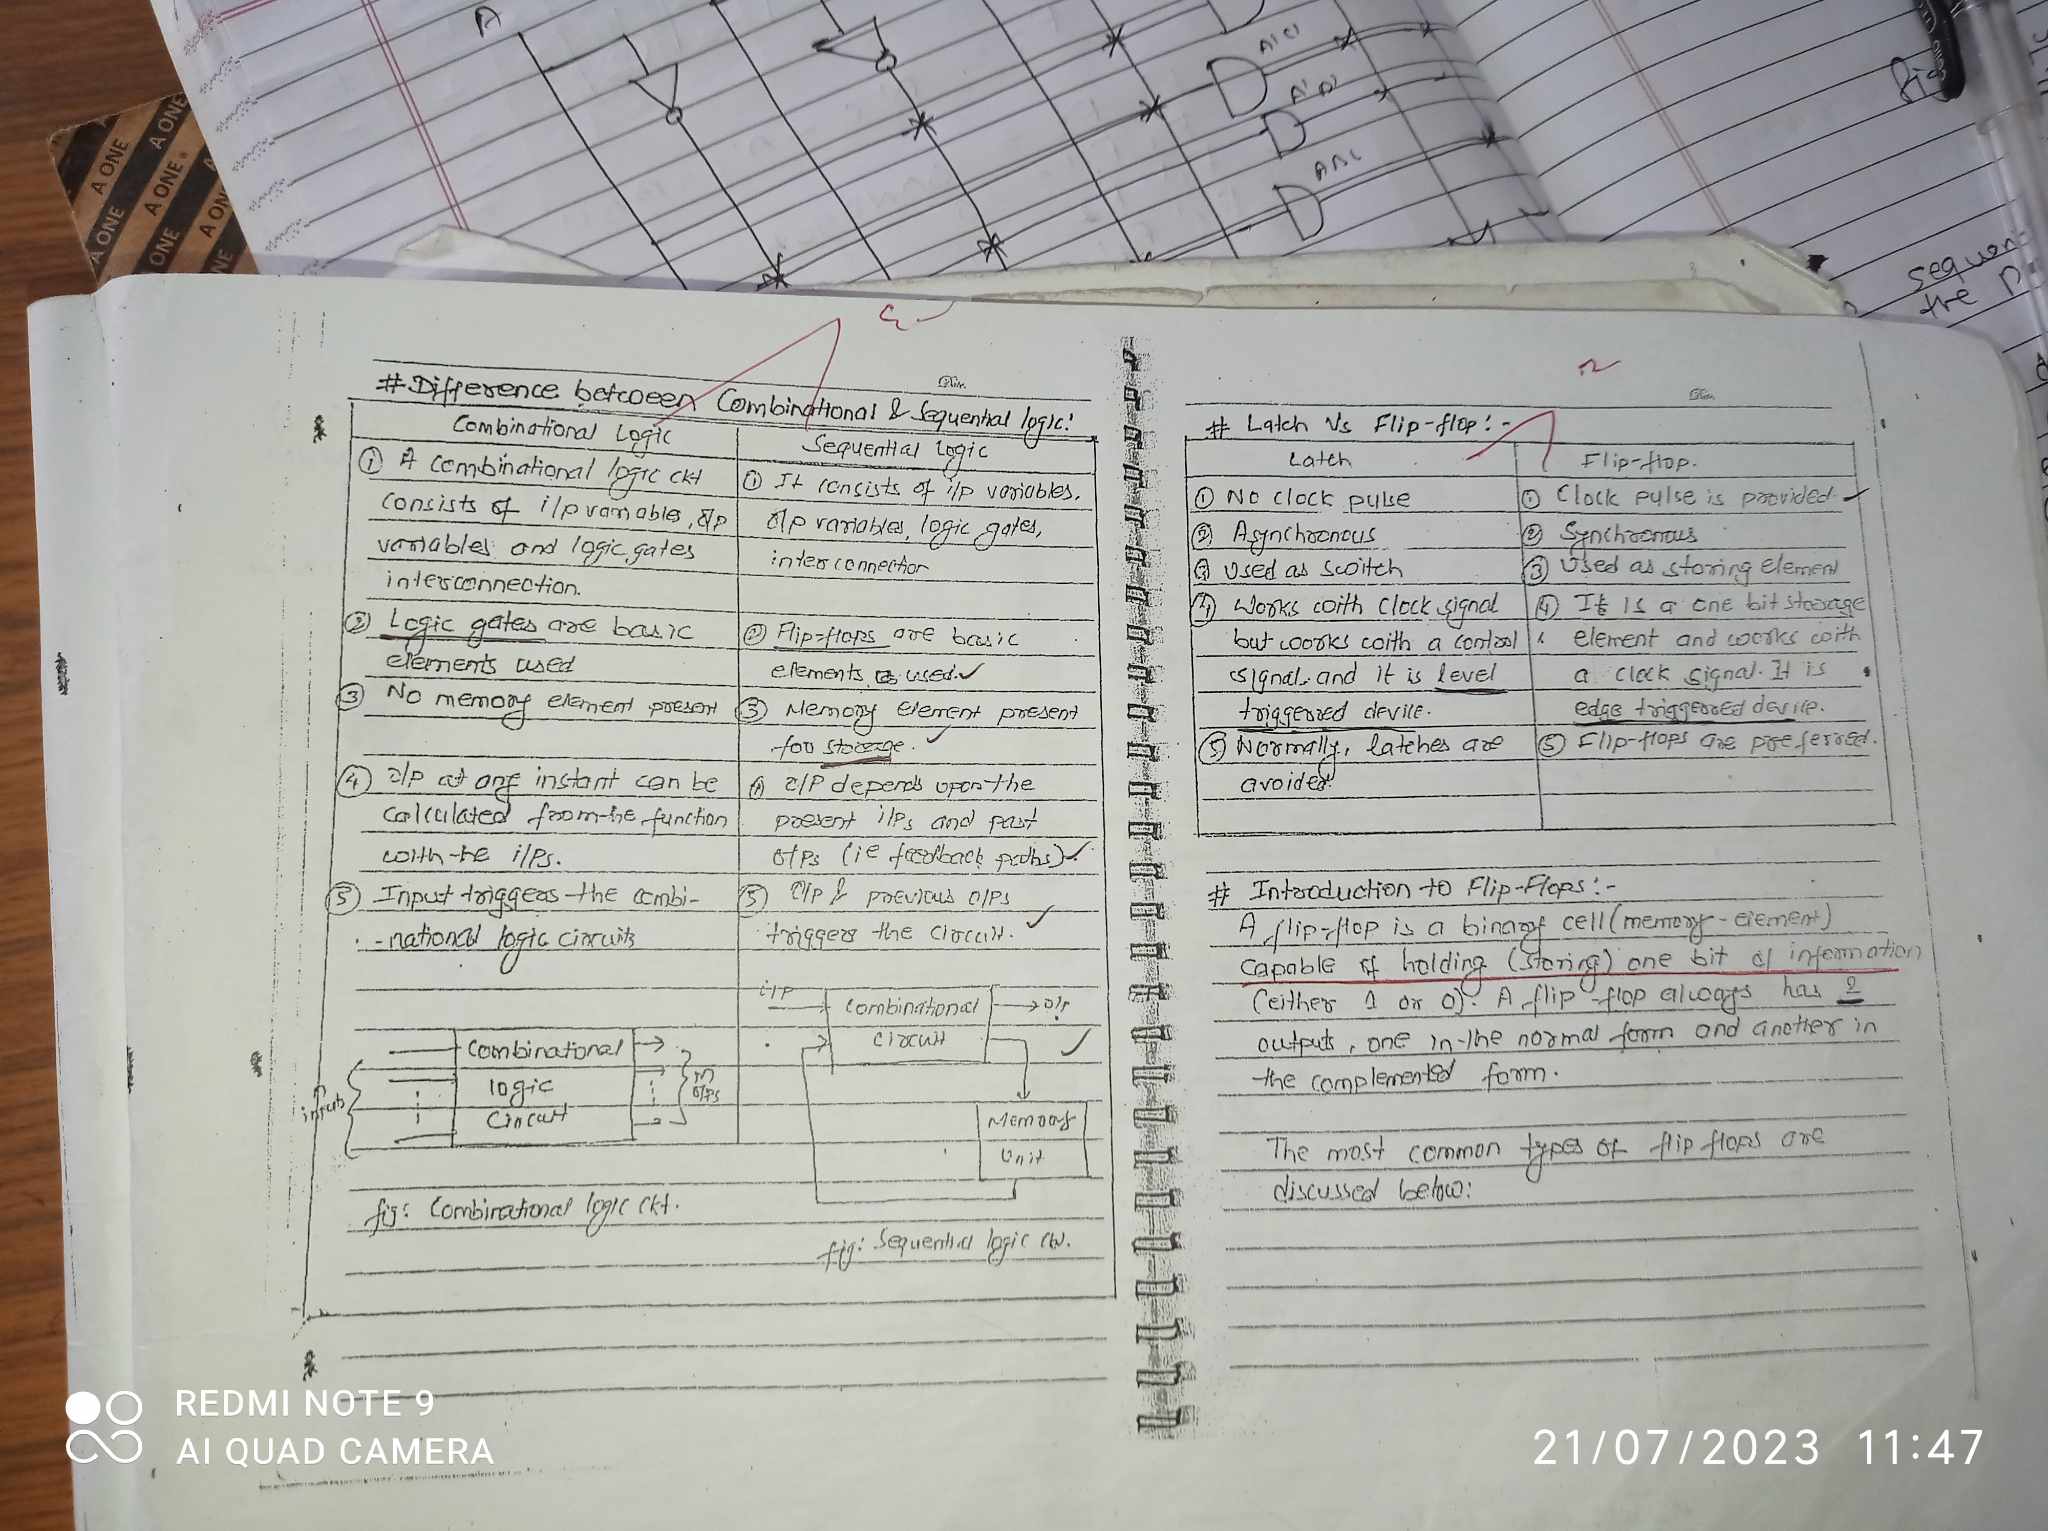 A
A ONE
A ONE
A ONE
A ONE
A ONE
ABC
sequen-
the D
# Difference between Combinational & Sequential logic:
Combinational Logic
① A combinational logic ckt
consists of i/p variables, o/p
variables and logic gates
interconnection.
② Logic gates are basic
elements used
③ No memory element present
④ O/P at any instant can be
calculated from the function
with the i/Ps.
⑤ Input triggers the combi-
-national logic circuits
inputs
Combinational
logic
Circuit
m
o/Ps
fig: Combinational logic ckt.
Sequential Logic
① It consists of i/p variables,
o/p variables, logic gates,
interconnection
② Flip-flops are basic
elements used.
③ Memory element present
for storage.
④ O/P depends upon the
present i/Ps and past
o/Ps (ie feedback paths)
⑤ I/P & previous o/Ps
triggers the circuit.
i/P
Combinational
Circuit
o/P
Memory
Unit
fig: Sequential logic ckt.
# Latch Vs Flip-flop:-
Latch
① No clock pulse
② Asynchronous
③ Used as switch
④ Works with Clock signal
but works with a control
signal and it is level
triggered device.
⑤ Normally, latches are
avoided.
Flip-flop.
① Clock pulse is provided
② Synchronous
③ Used as storing element
④ It is a one bit storage
element and works with
a clock signal. It is
edge triggered device.
⑤ Flip-flops are preferred.
# Introduction to Flip-Flops:-
A flip-flop is a binary cell (memory-element)
capable of holding (storing) one bit of information
(either 1 or 0). A flip-flop always has 2
outputs, one in the normal form and another in
the complemented form.
The most common types of flip flops are
discussed below:
REDMI NOTE 9
AI QUAD CAMERA
21/07/2023 11:47